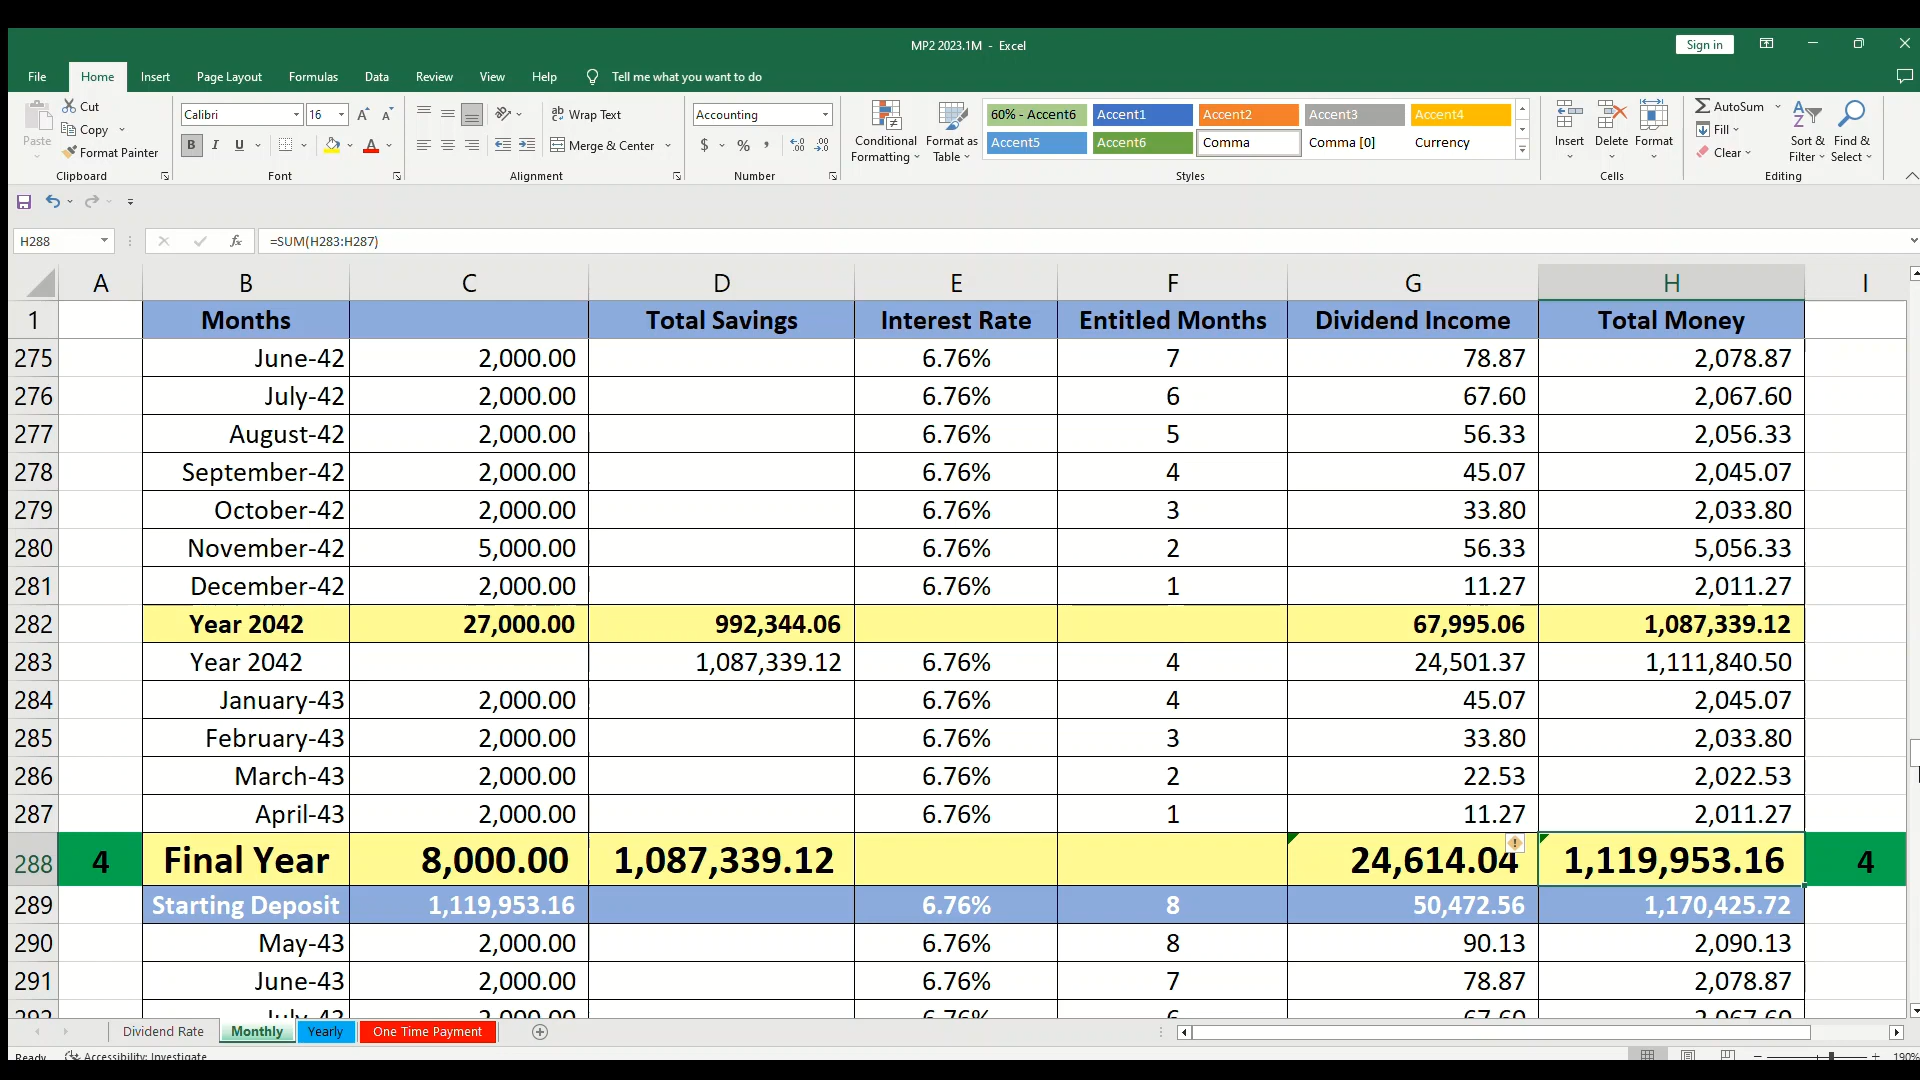 MP2 2023.1M - Excel
Sign in
File Home Insert Page Layout Formulas Data Review View Help Tell me what you want to do
Paste
Cut
Copy
Format Painter
Clipboard
Calibri 16
B I U
Font
Wrap Text
Merge & Center
Alignment
Accounting
$ % ,
Number
Conditional Formatting
Format as Table
60% - Accent6 Accent1 Accent2 Accent3 Accent4
Accent5 Accent6 Comma Comma [0] Currency
Styles
Insert Delete Format
Cells
AutoSum
Fill
Clear
Sort & Filter
Find & Select
Editing
H288 fx =SUM(H283:H287)
A B C D E F G H I
1 Months Total Savings Interest Rate Entitled Months Dividend Income Total Money
275 June-42 2,000.00 6.76% 7 78.87 2,078.87
276 July-42 2,000.00 6.76% 6 67.60 2,067.60
277 August-42 2,000.00 6.76% 5 56.33 2,056.33
278 September-42 2,000.00 6.76% 4 45.07 2,045.07
279 October-42 2,000.00 6.76% 3 33.80 2,033.80
280 November-42 5,000.00 6.76% 2 56.33 5,056.33
281 December-42 2,000.00 6.76% 1 11.27 2,011.27
282 Year 2042 27,000.00 992,344.06 67,995.06 1,087,339.12
283 Year 2042 1,087,339.12 6.76% 4 24,501.37 1,111,840.50
284 January-43 2,000.00 6.76% 4 45.07 2,045.07
285 February-43 2,000.00 6.76% 3 33.80 2,033.80
286 March-43 2,000.00 6.76% 2 22.53 2,022.53
287 April-43 2,000.00 6.76% 1 11.27 2,011.27
288 4 Final Year 8,000.00 1,087,339.12 24,614.04 1,119,953.16 4
289 Starting Deposit 1,119,953.16 6.76% 8 50,472.56 1,170,425.72
290 May-43 2,000.00 6.76% 8 90.13 2,090.13
291 June-43 2,000.00 6.76% 7 78.87 2,078.87
292 July-43 2,000.00 6.76% 6 67.60 2,067.60
Dividend Rate Monthly Yearly One Time Payment
Ready Accessibility: Investigate 190%